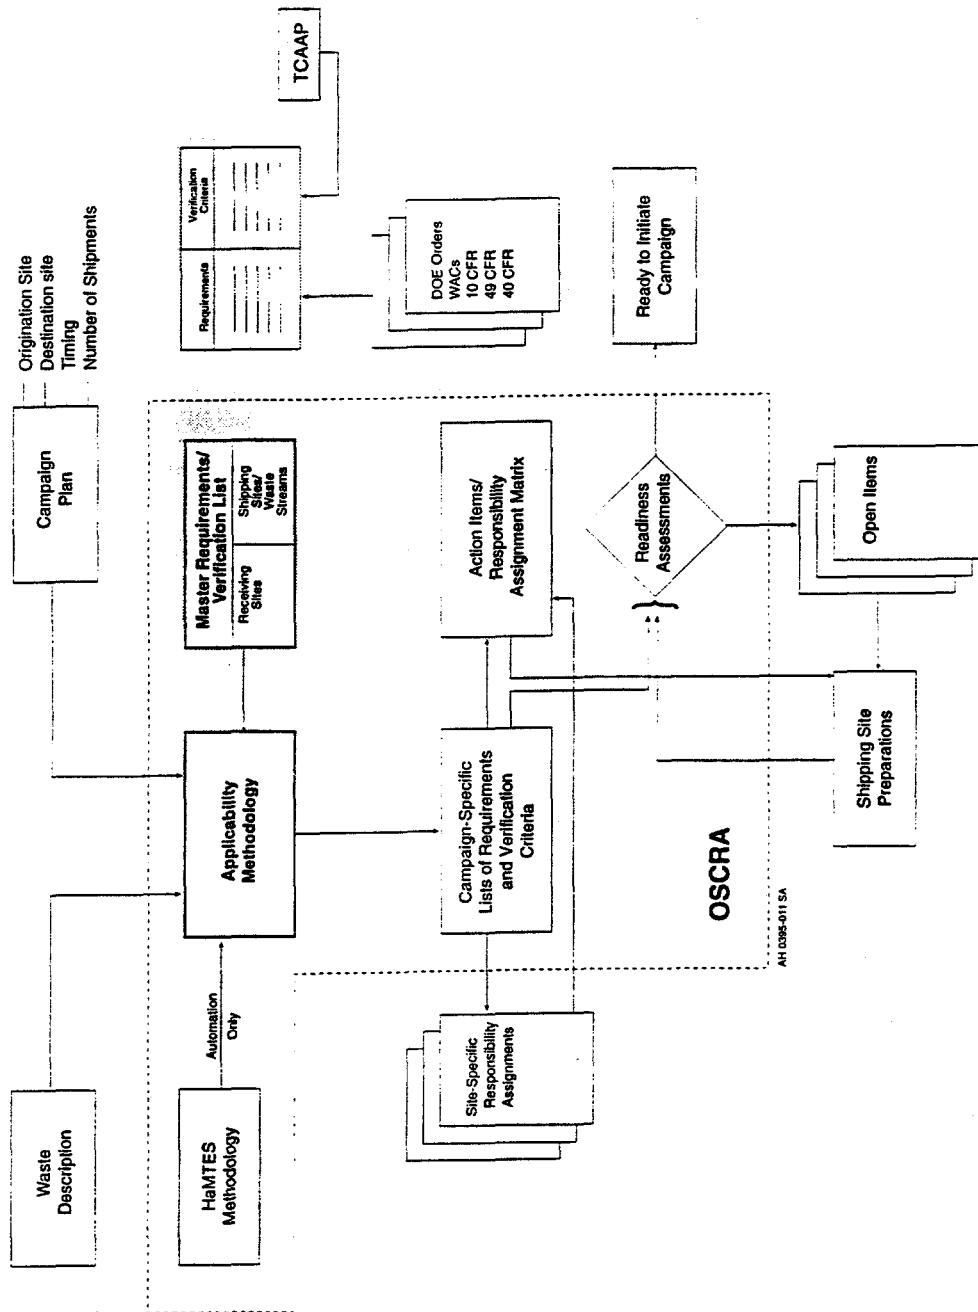 Waste
Description
Campaign
Plan
Origination Site
Destination site
Timing
Number of Shipments
HaMTES
Methodology
Automation
Only
Applicability
Methodology
Master Requirements/
Verification List
Receiving
Sites
Shipping
Sites/
Waste
Streams
Requirements
Verification
Criteria
TCAAP
DOE Orders
WACs
10 CFR
49 CFR
40 CFR
Site-Specific
Responsibility
Assignments
Campaign-Specific
Lists of Requirements
and Verification
Criteria
Action Items/
Responsibility
Assignment Matrix
Readiness
Assessments
Ready to Initiate
Campaign
OSCRA
Shipping Site
Preparations
Open Items
AH 0395-011 SA